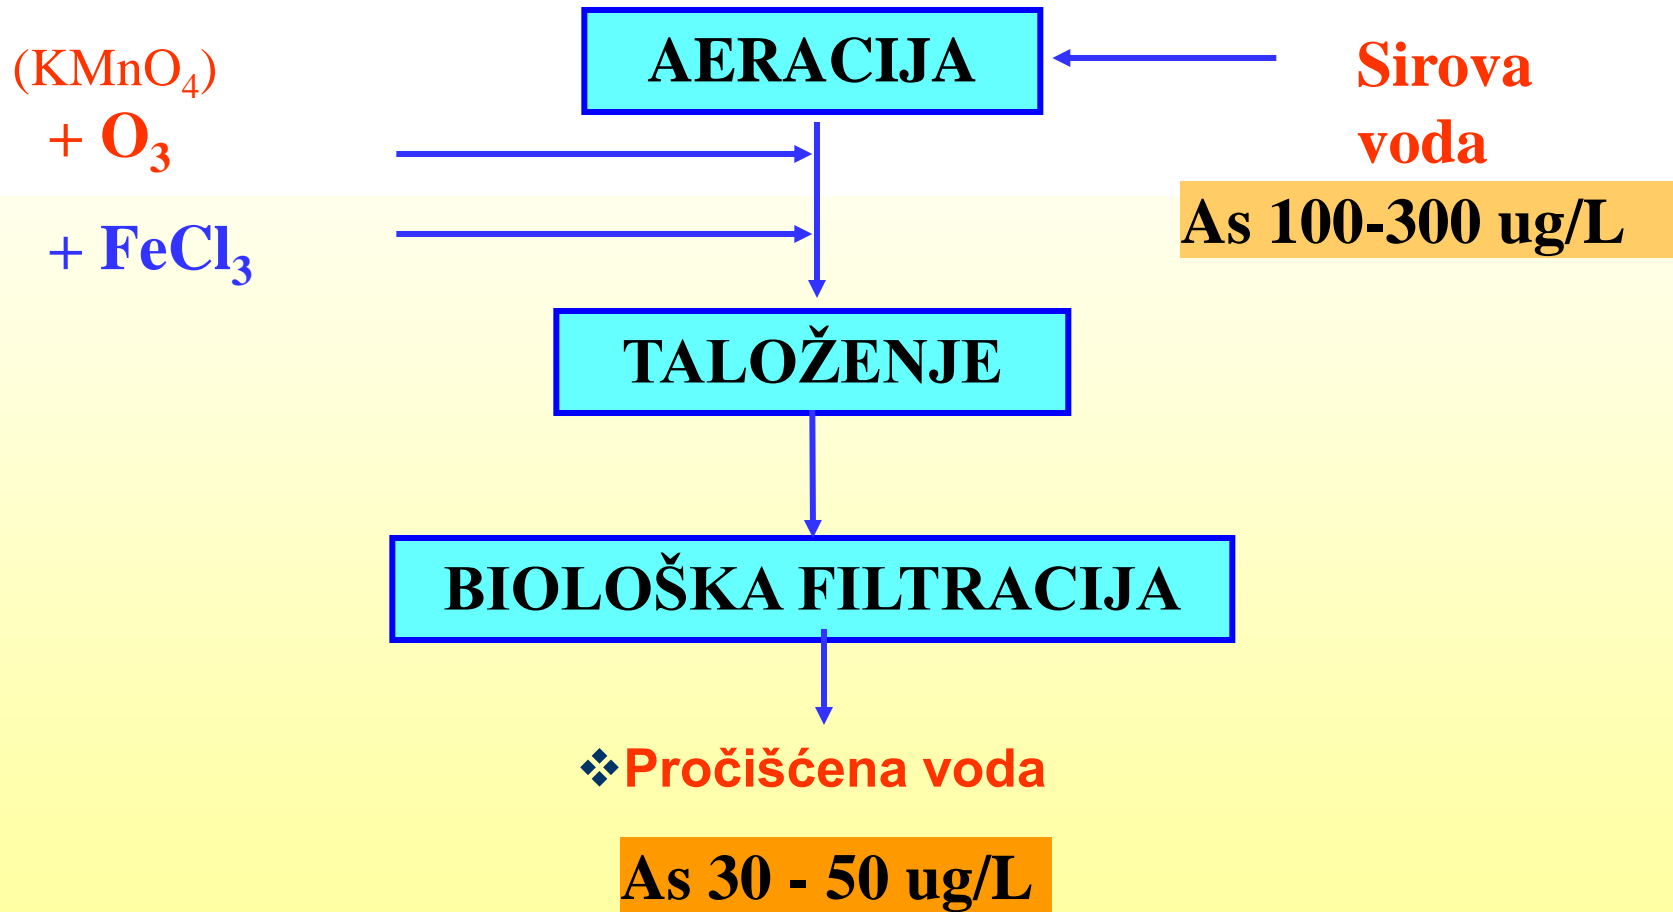 AERACIJA
(KMnO₄)
+ O₃
Sirova
voda
As 100-300 ug/L
+ FeCl₃
TALOŽENJE
BIOLOŠKA FILTRACIJA
❖Pročišćena voda
As 30 - 50 ug/L